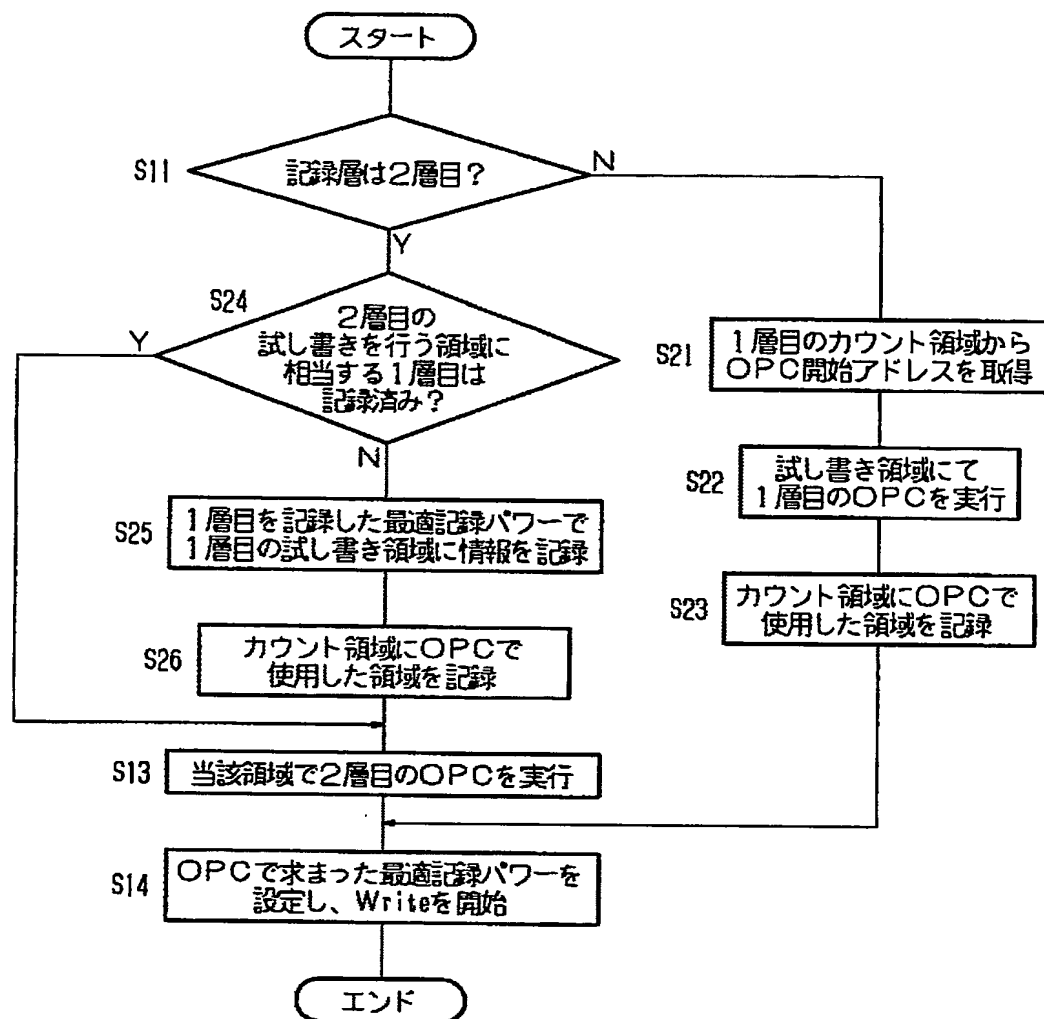 スタート
S11
記録層は2層目?
N
Y
S24
2層目の
試し書きを行う領域に
相当する1層目は
記録済み?
Y
N
S21
1層目のカウント領域から
OPC開始アドレスを取得
S22
試し書き領域にて
1層目のOPCを実行
S23
カウント領域にOPCで
使用した領域を記録
S25
1層目を記録した最適記録パワーで
1層目の試し書き領域に情報を記録
S26
カウント領域にOPCで
使用した領域を記録
S13
当該領域で2層目のOPCを実行
S14
OPCで求まった最適記録パワーを
設定し、Writeを開始
エンド